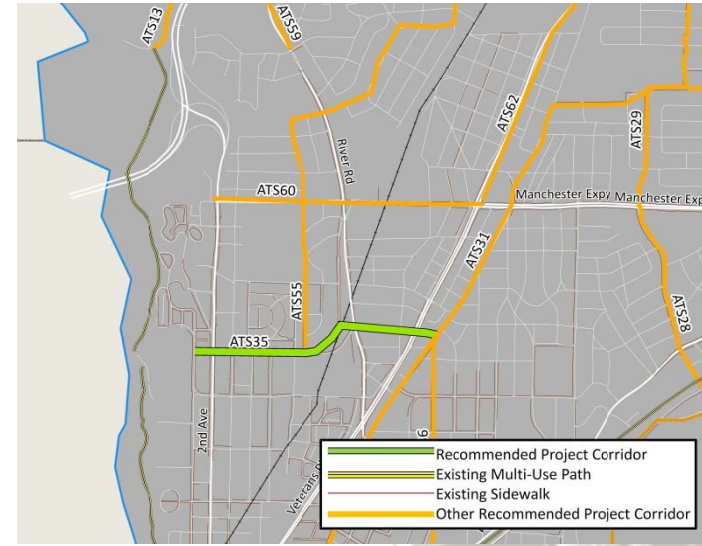 ATS13
ATS59
ATS62
ATS29
River Rd
ATS60
Manchester Exp
Manchester Exp
ATS31
ATS55
ATS28
ATS35
2nd Ave
Veterans
Recommended Project Corridor
Existing Multi-Use Path
Existing Sidewalk
Other Recommended Project Corridor